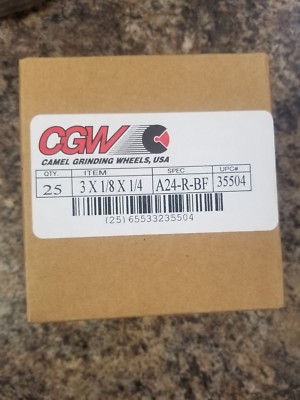 CGW
CAMEL GRINDING WHEELS, USA
QTY. ITEM SPEC UPC#
25 3 X 1/8 X 1/4 A24-R-BF 35504
(25)65533235504